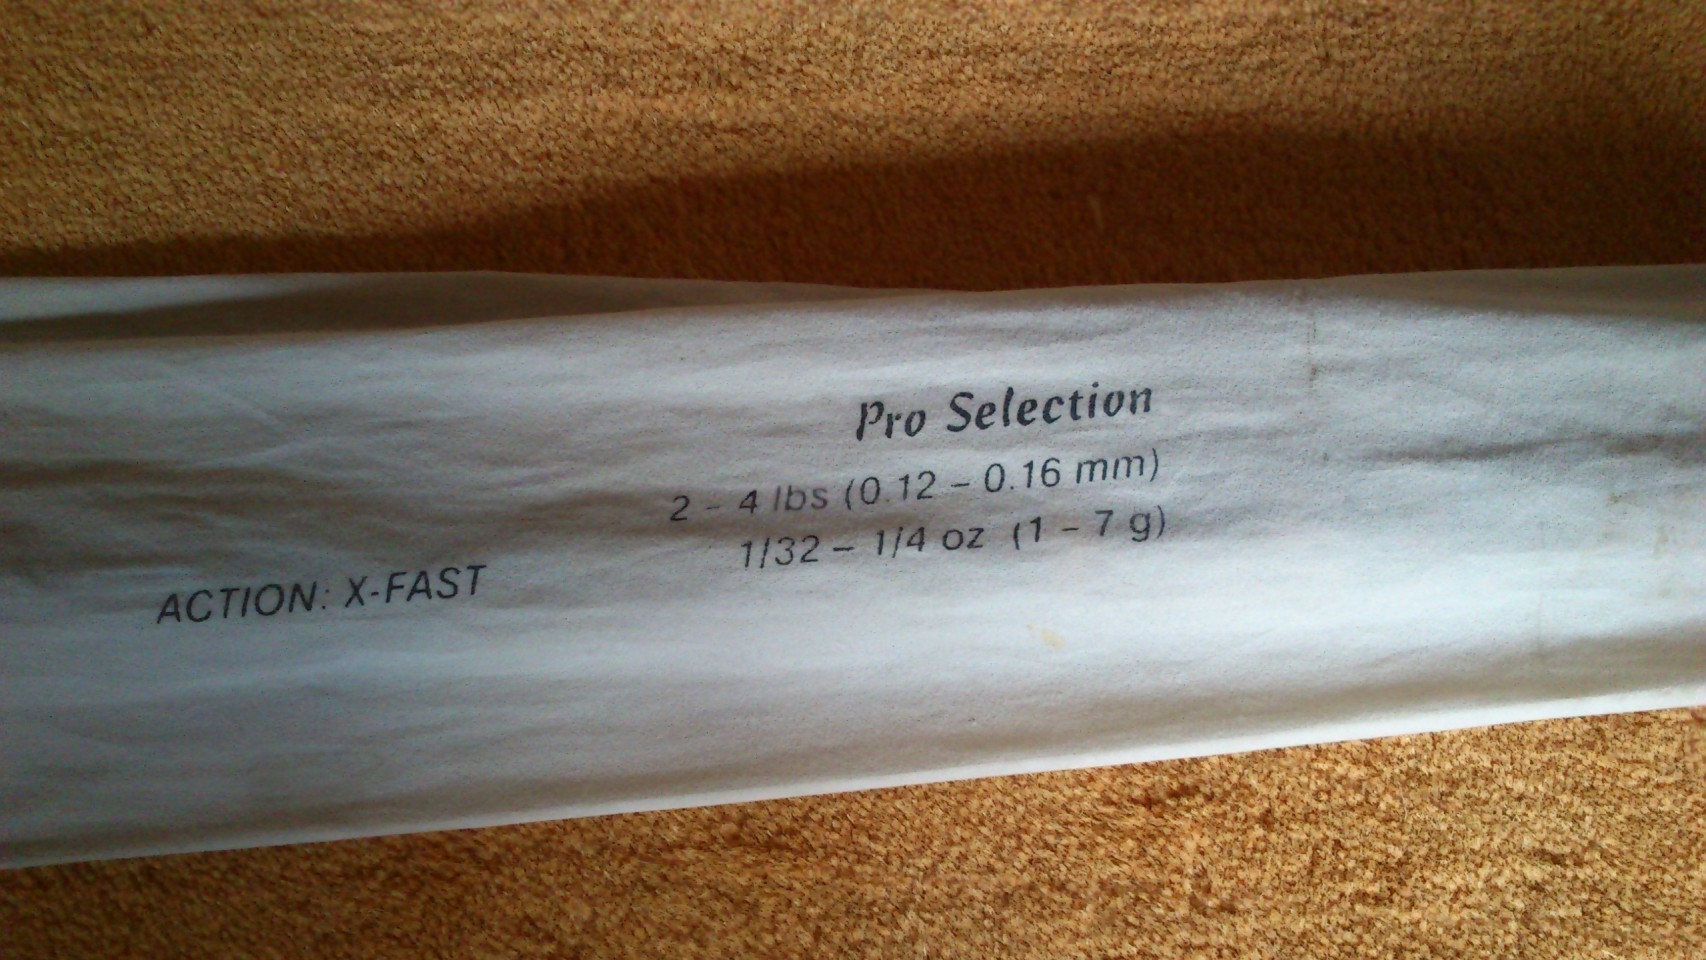 Pro Selection
2 - 4 lbs (0.12 – 0.16 mm)
1/32 – 1/4 oz (1 – 7 g)
ACTION: X-FAST